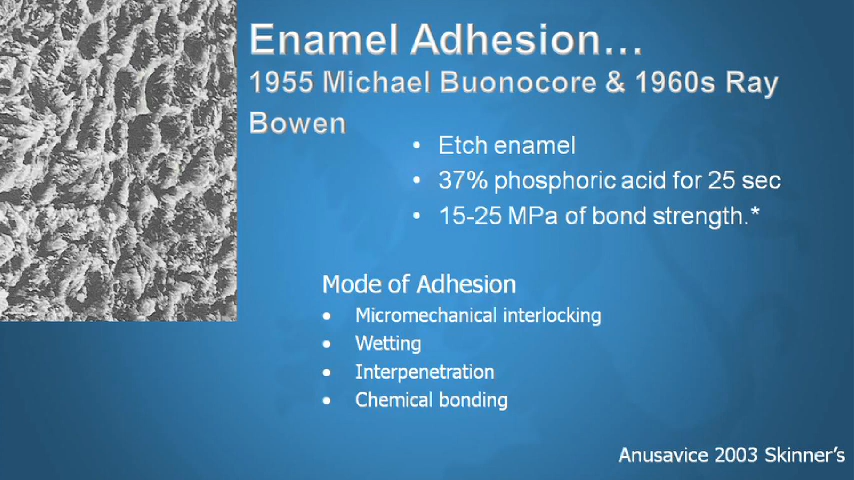 Enamel Adhesion…
1955 Michael Buonocore & 1960s Ray
Bowen
• Etch enamel
• 37% phosphoric acid for 25 sec
• 15-25 MPa of bond strength.*
Mode of Adhesion
• Micromechanical interlocking
• Wetting
• Interpenetration
• Chemical bonding
Anusavice 2003 Skinner’s